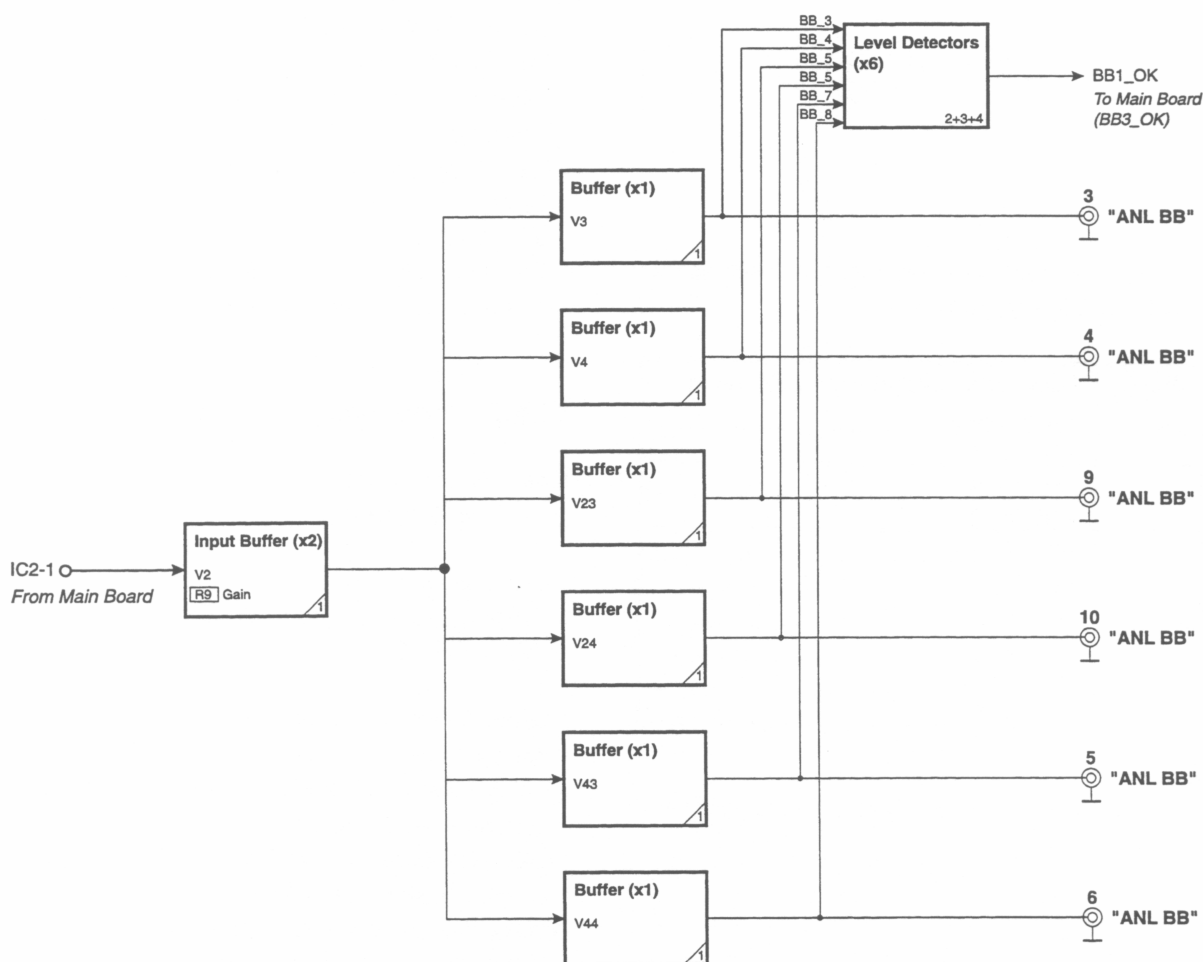 BB_3
BB_4
BB_5
BB_5
BB_7
BB_8
Level Detectors
(x6)
2+3+4
BB1_OK
To Main Board
(BB3_OK)
Buffer (x1)
V3
1
3
"ANL BB"
Buffer (x1)
V4
1
4
"ANL BB"
Buffer (x1)
V23
1
9
"ANL BB"
Input Buffer (x2)
V2
R9 Gain
1
IC2-1
From Main Board
Buffer (x1)
V24
1
10
"ANL BB"
Buffer (x1)
V43
1
5
"ANL BB"
Buffer (x1)
V44
1
6
"ANL BB"